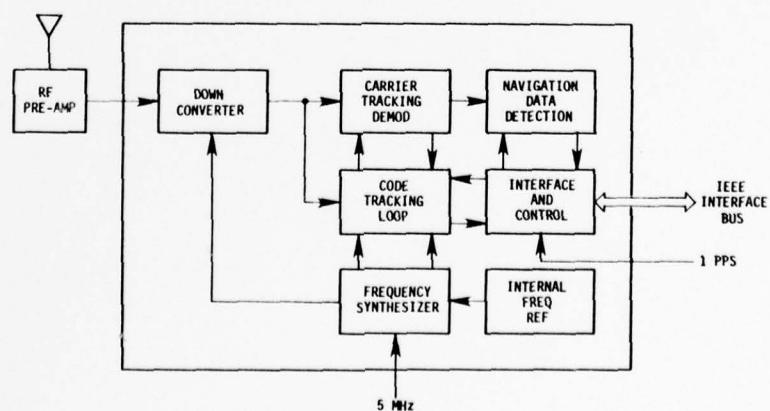 RF
PRE-AMP
DOWN
CONVERTER
CARRIER
TRACKING
DEMOD
NAVIGATION
DATA
DETECTION
CODE
TRACKING
LOOP
INTERFACE
AND
CONTROL
IEEE
INTERFACE
BUS
1 PPS
FREQUENCY
SYNTHESIZER
INTERNAL
FREQ
REF
5 MHz